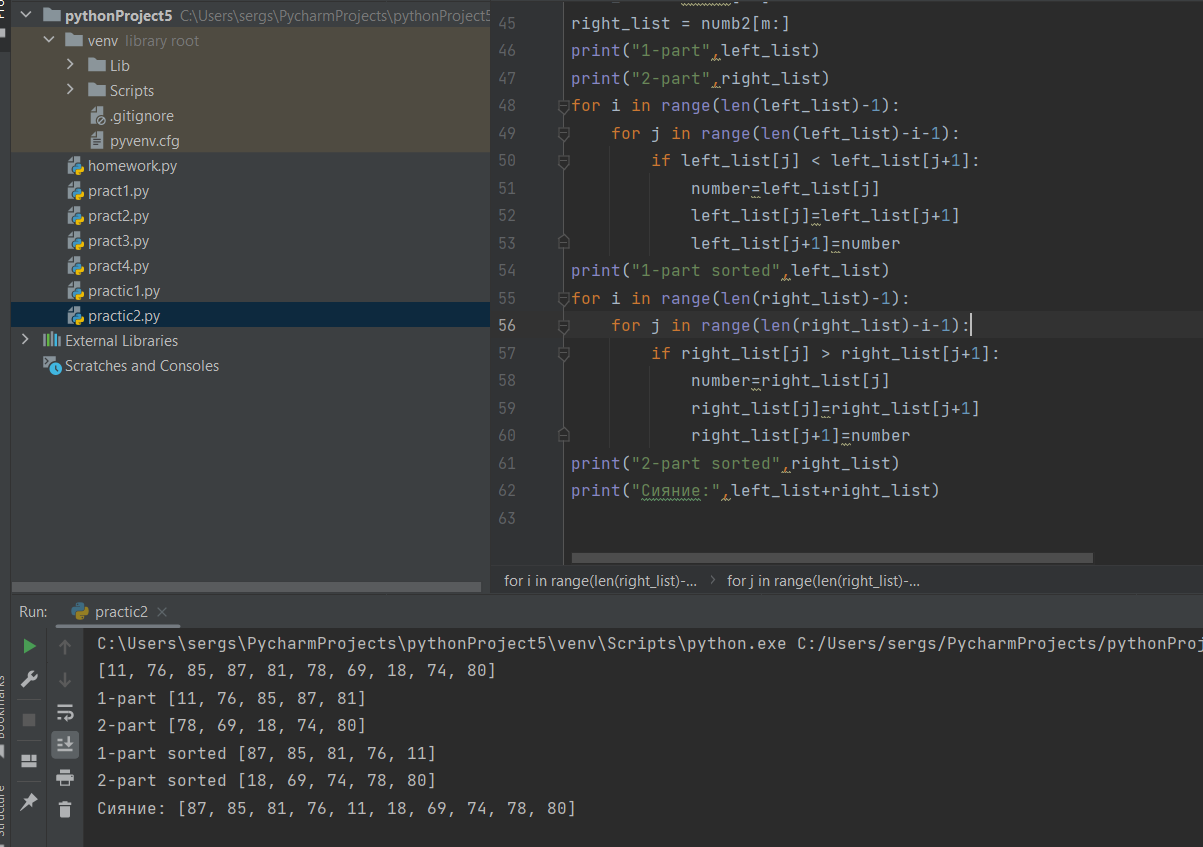 pythonProject5 C:\Users\sergs\PycharmProjects\pythonProject5
venv library root
Lib
Scripts
.gitignore
pyvenv.cfg
homework.py
pract1.py
pract2.py
pract3.py
pract4.py
practic1.py
practic2.py
External Libraries
Scratches and Consoles
45 right_list = numb2[m:]
46 print("1-part",left_list)
47 print("2-part",right_list)
48 for i in range(len(left_list)-1):
49 for j in range(len(left_list)-i-1):
50 if left_list[j] < left_list[j+1]:
51 number=left_list[j]
52 left_list[j]=left_list[j+1]
53 left_list[j+1]=number
54 print("1-part sorted",left_list)
55 for i in range(len(right_list)-1):
56 for j in range(len(right_list)-i-1):
57 if right_list[j] > right_list[j+1]:
58 number=right_list[j]
59 right_list[j]=right_list[j+1]
60 right_list[j+1]=number
61 print("2-part sorted",right_list)
62 print("Сияние:",left_list+right_list)
63
for i in range(len(right_list)-... for j in range(len(right_list)-...
Run: practic2
C:\Users\sergs\PycharmProjects\pythonProject5\venv\Scripts\python.exe C:/Users/sergs/PycharmProjects/pythonProj
[11, 76, 85, 87, 81, 78, 69, 18, 74, 80]
1-part [11, 76, 85, 87, 81]
2-part [78, 69, 18, 74, 80]
1-part sorted [87, 85, 81, 76, 11]
2-part sorted [18, 69, 74, 78, 80]
Сияние: [87, 85, 81, 76, 11, 18, 69, 74, 78, 80]